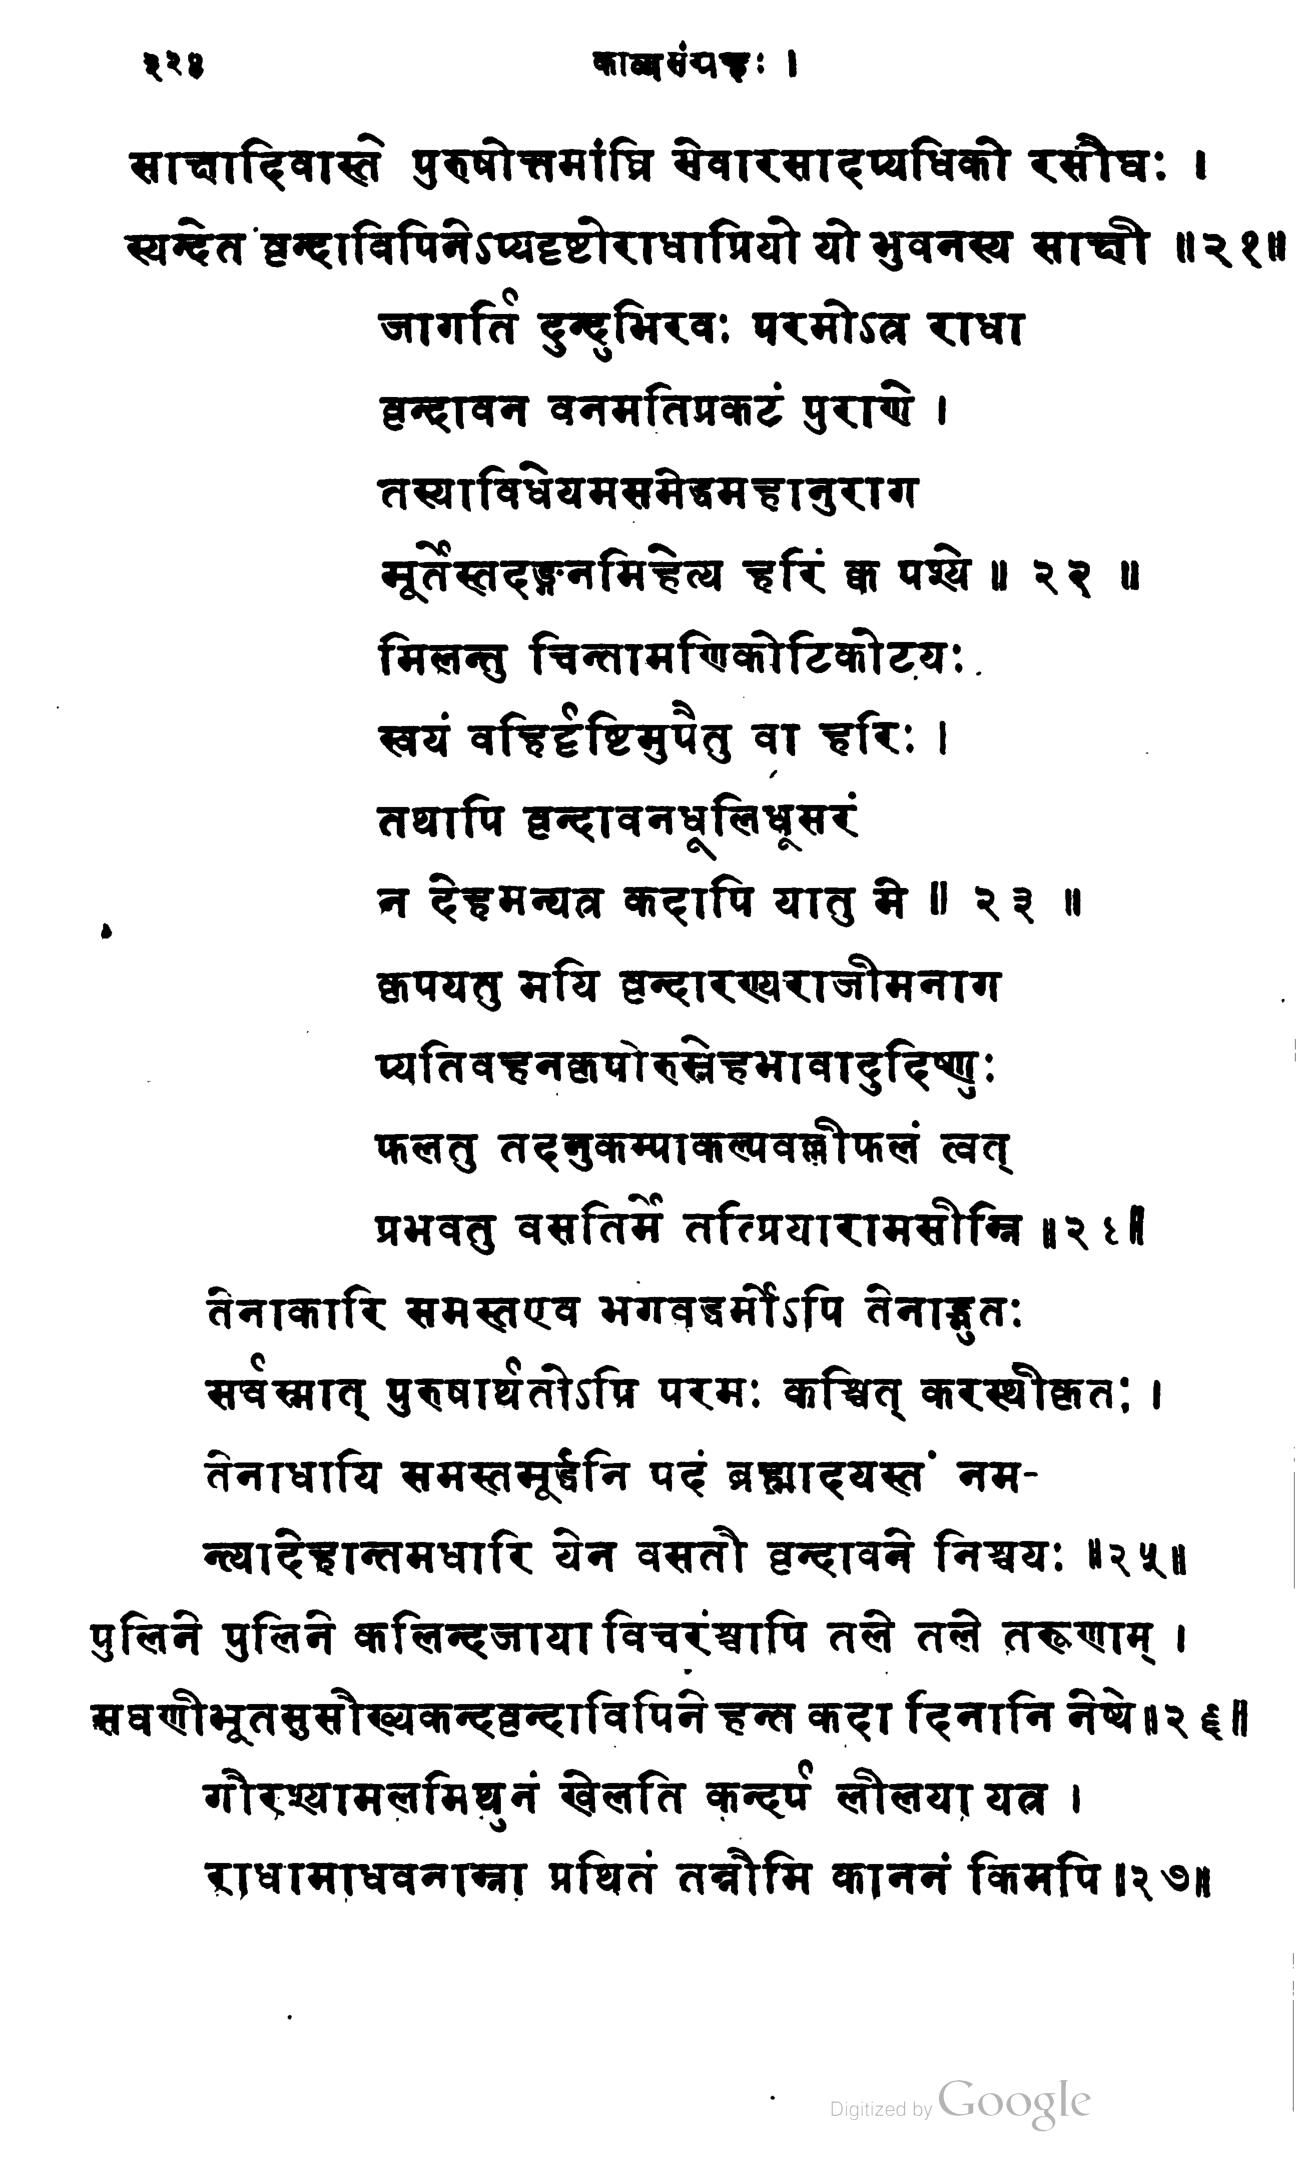 ३२४ काव्यसंग्रहः ।
साक्षादिवास्ते पुरुषोत्तमांघ्रि सेवारसादप्यधिको रसौघः ।
स्यन्देत वृन्दाविपिनेऽप्यदृष्टोराधाप्रियो यो भुवनस्य साक्षी ॥२१॥
जागर्ति दुन्दुभिरवः परमोऽत्र राधा
वृन्दावन वनमतिप्रकटं पुराणे ।
तस्याविधेयमसमेद्धमहानुराग
मूर्तेस्तदङ्गनमिहेत्य हरिं क्व पश्ये ॥ २२ ॥
मिलन्तु चिन्तामणिकोटिकोटयः
स्वयं वहिर्दृष्टिमुपैतु वा हरिः ।
तथापि वृन्दावनधूलिधूसरं
न देहमन्यत्र कदापि यातु मे ॥ २३ ॥
कृपयतु मयि वृन्दारण्यराजीमनाग
प्यतिवहनकृपोरुस्नेहभावादुदिष्णुः
फलतु तदनुकम्पाकल्पवल्लीफलं त्वत्
प्रभवतु वसतिर्मे तत्प्रियारामसीम्नि ॥२४॥
तेनाकारि समस्तएव भगवद्धर्मोऽपि तेनाद्भुतः
सर्वस्मात् पुरुषार्थतोऽपि परमः कश्चित् करस्थीकृतः ।
तेनाधायि समस्तमूर्द्धनि पदं ब्रह्मादयस्तं नम-
न्त्यादेहान्तमधारि येन वसतौ वृन्दावने निश्चयः ॥२५॥
पुलिने पुलिने कलिन्दजाया विचरंश्चापि तले तले तरूणाम् ।
सघणीभूतसुसौख्यकन्दवृन्दाविपिने हन्त कदा दिनानि नेष्ये॥२६॥
गौरश्यामलमिथुनं खेलति कन्दर्प लीलया यत्र ।
राधामाधवनाम्ना प्रथितं तन्नौमि काननं किमपि ॥२७॥
Digitized by Google